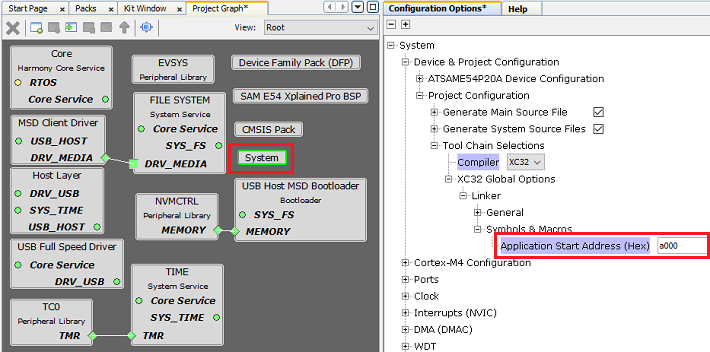 Start Page
Packs
Kit Window
Project Graph*
View:
Root
Core
Harmony Core Service
RTOS
Core Service
MSD Client Driver
USB_HOST
DRV_MEDIA
Host Layer
DRV_USB
SYS_TIME
USB_HOST
USB Full Speed Driver
Core Service
DRV_USB
TC0
Peripheral Library
TMR
EVSYS
Peripheral Library
FILE SYSTEM
System Service
Core Service
SYS_FS
DRV_MEDIA
NVMCTRL
Peripheral Library
MEMORY
TIME
System Service
Core Service
SYS_TIME
TMR
Device Family Pack (DFP)
SAM E54 Xplained Pro BSP
CMSIS Pack
System
USB Host MSD Bootloader
Bootloader
SYS_FS
MEMORY
Configuration Options*
Help
System
Device & Project Configuration
ATSAME54P20A Device Configuration
Project Configuration
Generate Main Source File
Generate System Source Files
Tool Chain Selections
Compiler XC32
XC32 Global Options
Linker
General
Symbols & Macros
Application Start Address (Hex) a000
Cortex-M4 Configuration
Ports
Clock
Interrupts (NVIC)
DMA (DMAC)
WDT